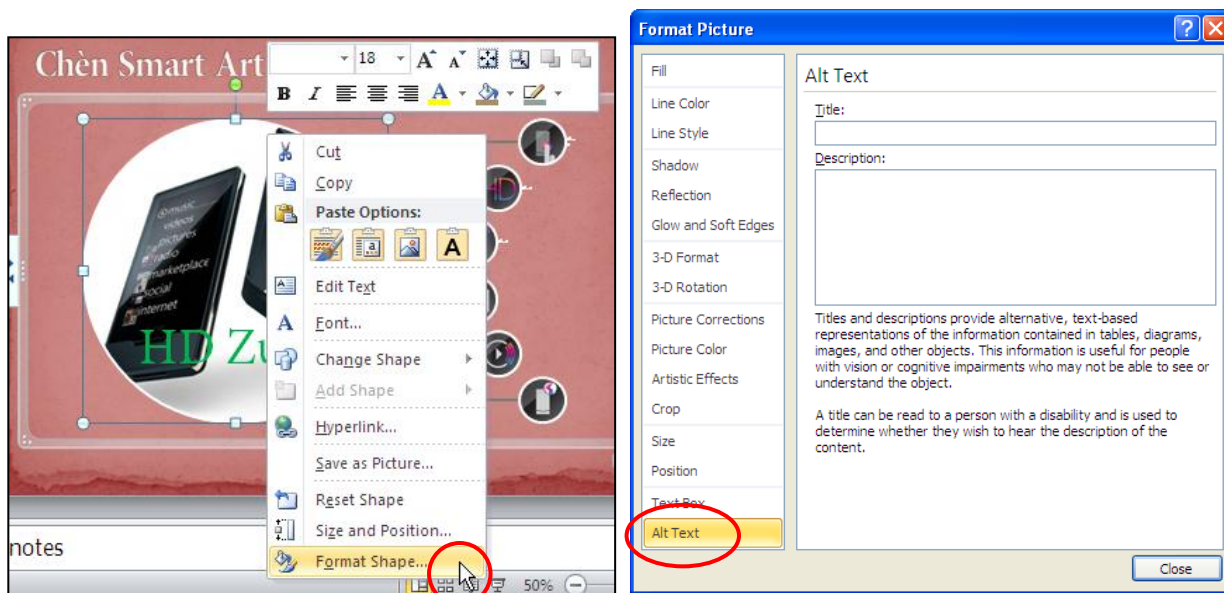 Chèn Smart Art
18
A A
B I A
music
videos
pictures
radio
marketplace
social
internet
HD Zu
HD
Cut
Copy
Paste Options:
a A
Edit Text
A Font...
Change Shape
Add Shape
Hyperlink...
Save as Picture...
Reset Shape
Size and Position...
Format Shape...
notes
50%
Format Picture
Fill
Line Color
Line Style
Shadow
Reflection
Glow and Soft Edges
3-D Format
3-D Rotation
Picture Corrections
Picture Color
Artistic Effects
Crop
Size
Position
Text Box
Alt Text
Alt Text
Title:
Description:
Titles and descriptions provide alternative, text-based
representations of the information contained in tables, diagrams,
images, and other objects. This information is useful for people
with vision or cognitive impairments who may not be able to see or
understand the object.
A title can be read to a person with a disability and is used to
determine whether they wish to hear the description of the
content.
Close